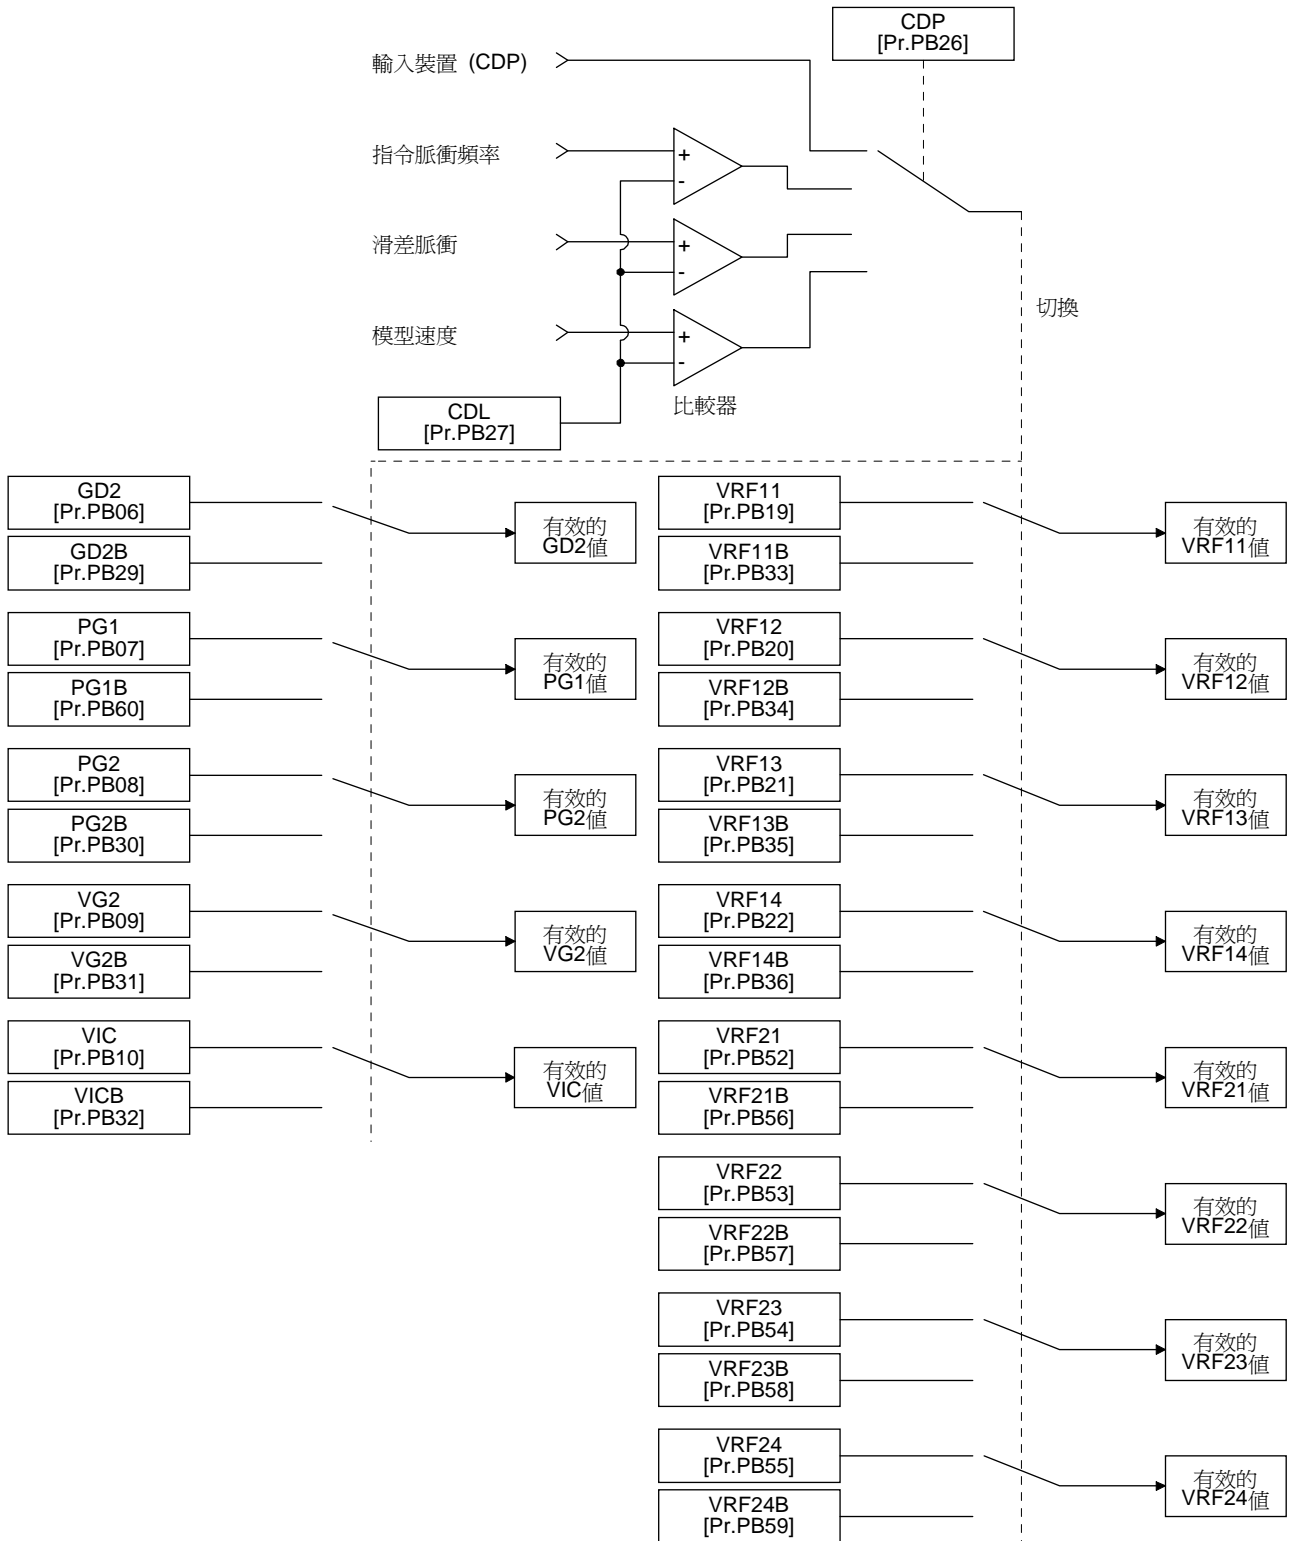 CDP
[Pr.PB26]
輸入裝置 (CDP)
指令脈衝頻率
+
-
滑差脈衝
+
-
切換
模型速度
+
-
比較器
CDL
[Pr.PB27]
GD2
[Pr.PB06]
GD2B
[Pr.PB29]
有效的
GD2值
PG1
[Pr.PB07]
PG1B
[Pr.PB60]
有效的
PG1值
PG2
[Pr.PB08]
PG2B
[Pr.PB30]
有效的
PG2值
VG2
[Pr.PB09]
VG2B
[Pr.PB31]
有效的
VG2值
VIC
[Pr.PB10]
VICB
[Pr.PB32]
有效的
VIC值
VRF11
[Pr.PB19]
VRF11B
[Pr.PB33]
有效的
VRF11值
VRF12
[Pr.PB20]
VRF12B
[Pr.PB34]
有效的
VRF12值
VRF13
[Pr.PB21]
VRF13B
[Pr.PB35]
有效的
VRF13值
VRF14
[Pr.PB22]
VRF14B
[Pr.PB36]
有效的
VRF14值
VRF21
[Pr.PB52]
VRF21B
[Pr.PB56]
有效的
VRF21值
VRF22
[Pr.PB53]
VRF22B
[Pr.PB57]
有效的
VRF22值
VRF23
[Pr.PB54]
VRF23B
[Pr.PB58]
有效的
VRF23值
VRF24
[Pr.PB55]
VRF24B
[Pr.PB59]
有效的
VRF24值